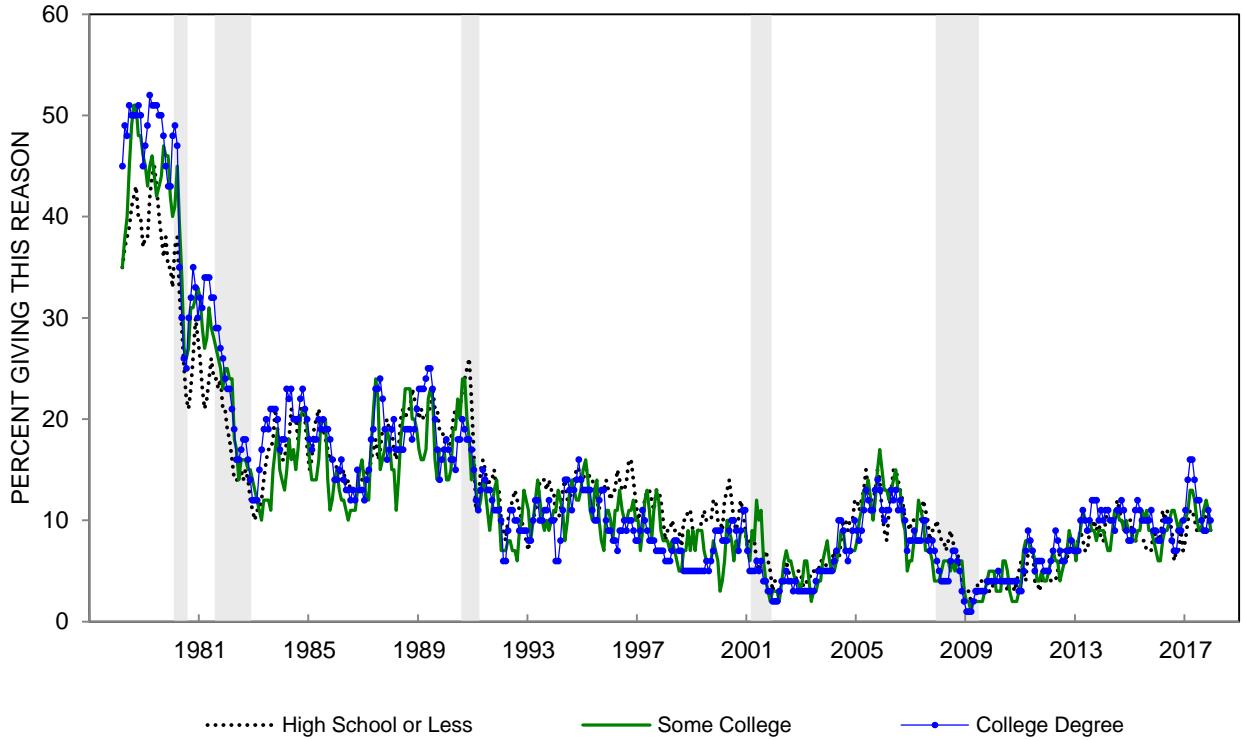 60
50
40
30
20
10
0
PERCENT GIVING THIS REASON
1981 1985 1989 1993 1997 2001 2005 2009 2013 2017
High School or Less Some College College Degree